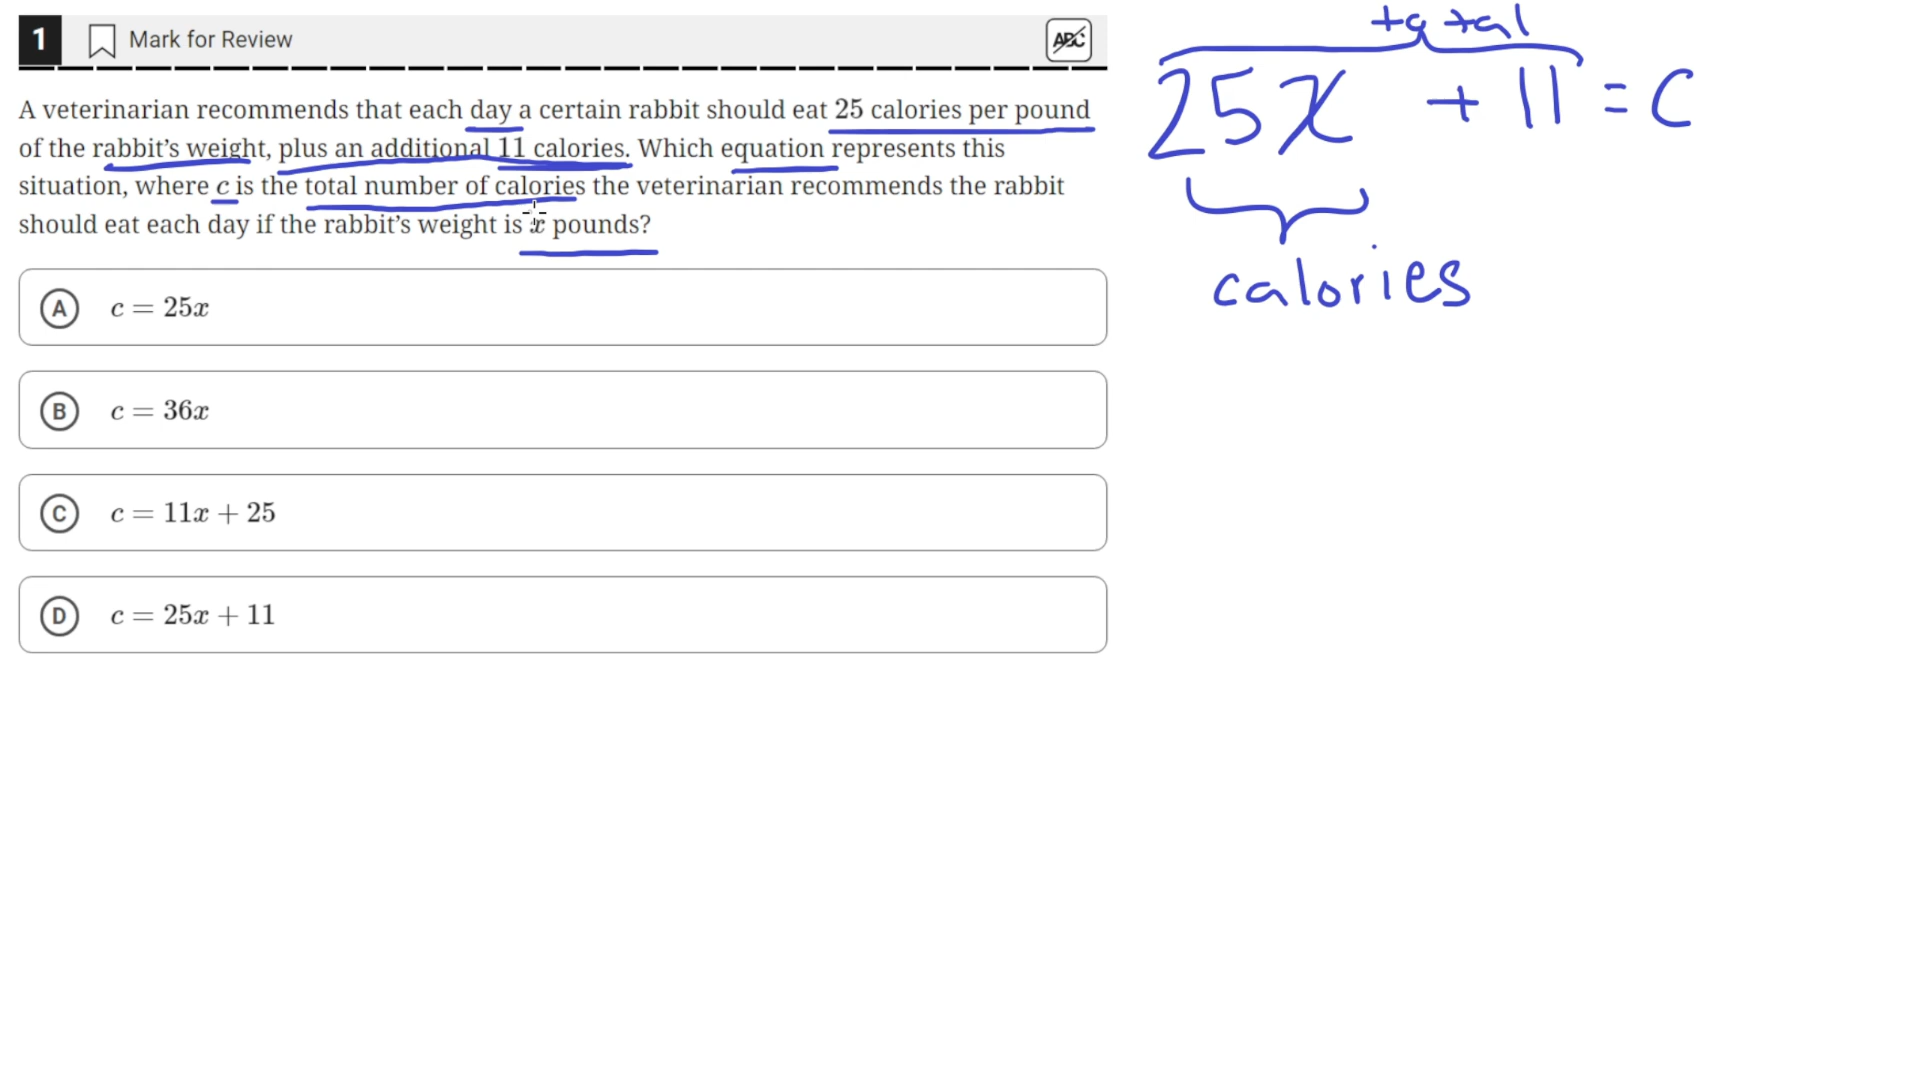 1 Mark for Review ABC
A veterinarian recommends that each day a certain rabbit should eat 25 calories per pound
of the rabbit's weight, plus an additional 11 calories. Which equation represents this
situation, where c is the total number of calories the veterinarian recommends the rabbit
should eat each day if the rabbit's weight is x pounds?
A c = 25x
B c = 36x
C c = 11x + 25
D c = 25x + 11
total
25x + 11 = c
calories